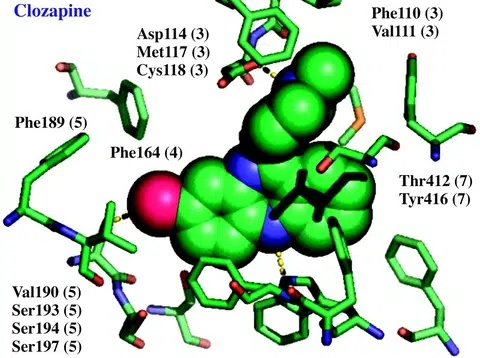 Clozapine
Asp114 (3)
Met117 (3)
Cys118 (3)
Phe110 (3)
Val111 (3)
Phe189 (5)
Phe164 (4)
Thr412 (7)
Tyr416 (7)
Val190 (5)
Ser193 (5)
Ser194 (5)
Ser197 (5)